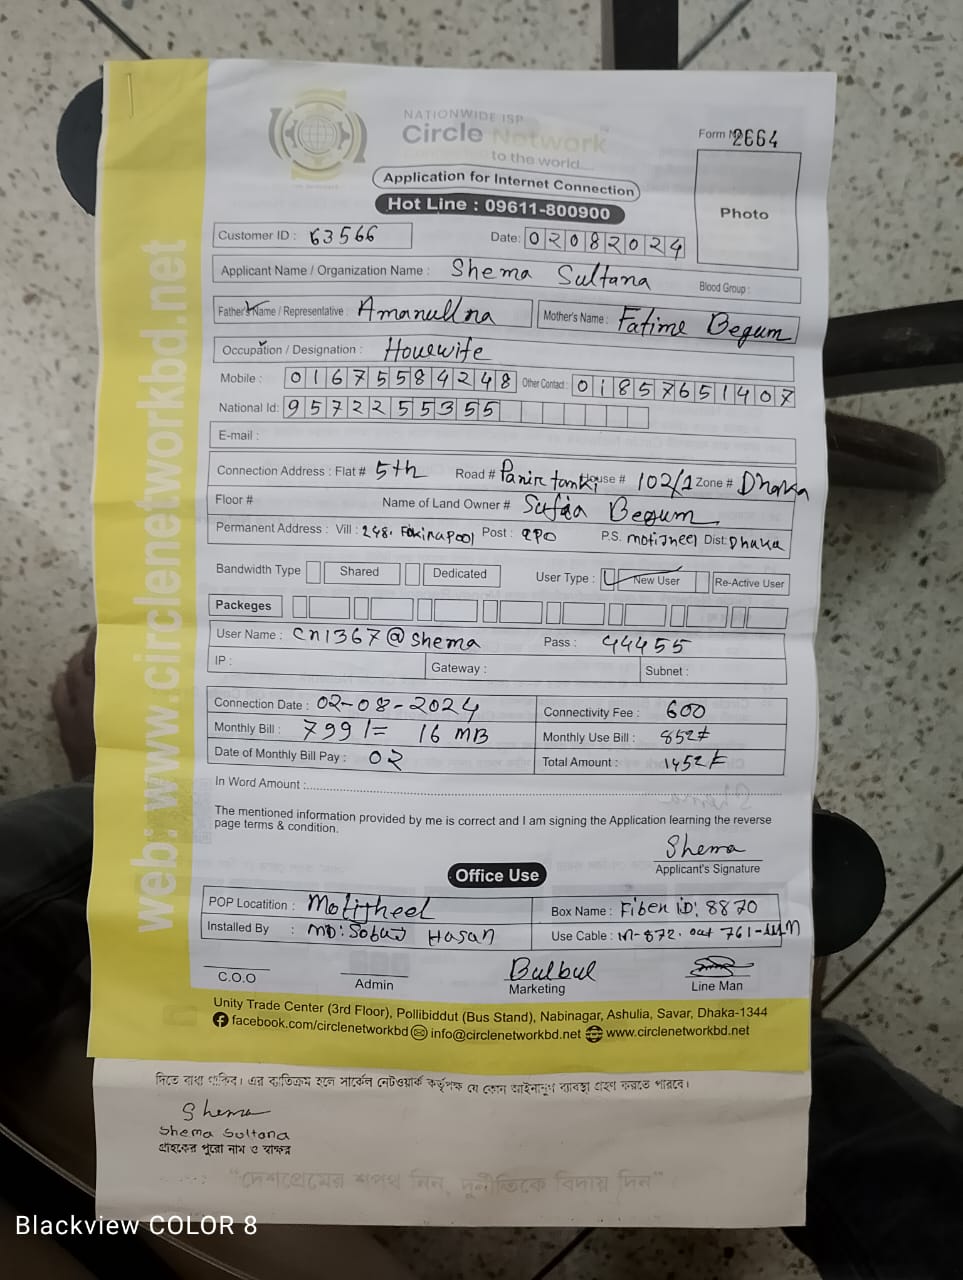 NATIONWIDE ISP
Circle Network
to the world...
Form No 2664
Application for Internet Connection
Hot Line : 09611-800900
Photo
Customer ID : 63566
Date: 02082024
Applicant Name / Organization Name : Shema Sultana
Blood Group :
Father's Name / Representative : Amanullna
Mother's Name : Fatime Begum
Occupation / Designation : Houewife
Mobile : 01675584248 Other Contact : 01857651407
National Id: 9572255355
E-mail :
Connection Address : Flat # 5th Road # Panir tanki House # 102/1 Zone # Dhaka
Floor # Name of Land Owner # Sufia Begum
Permanent Address : Vill : 248, Fakirapool Post : GPO P.S. motijheel Dist: Dhaka
Bandwidth Type Shared Dedicated User Type : New User Re-Active User
Packeges
User Name : cn1367@shema Pass : 44455
IP : Gateway : Subnet :
Connection Date : 02-08-2024 Connectivity Fee : 600
Monthly Bill : 799/= 16 MB Monthly Use Bill : 852
Date of Monthly Bill Pay : 02 Total Amount : 1452
In Word Amount :
The mentioned information provided by me is correct and I am signing the Application learning the reverse
page terms & condition.
Shema
Applicant's Signature
Office Use
POP Locatition : Motijheel Box Name : Fiber iD: 8870
Installed By : MD: Sobuj Hasan Use Cable : in-872. out 761
C.O.O
Admin
Bulbul
Marketing
Line Man
Unity Trade Center (3rd Floor), Pollibiddut (Bus Stand), Nabinagar, Ashulia, Savar, Dhaka-1344
facebook.com/circlenetworkbd info@circlenetworkbd.net www.circlenetworkbd.net
web: www.circlenetworkbd.net
দিতে বাধ্য থাকিব। এর ব্যতিক্রম হলে সার্কেল নেটওয়ার্ক কর্তৃপক্ষ যে কোন আইনানুগ ব্যবস্থা গ্রহণ করতে পারবে।
Shema
Shema Sultana
গ্রাহকের পুরো নাম ও স্বাক্ষর
“দেশপ্রেমের শপথ নিন, দুর্নীতিকে বিদায় দিন”
Blackview COLOR 8